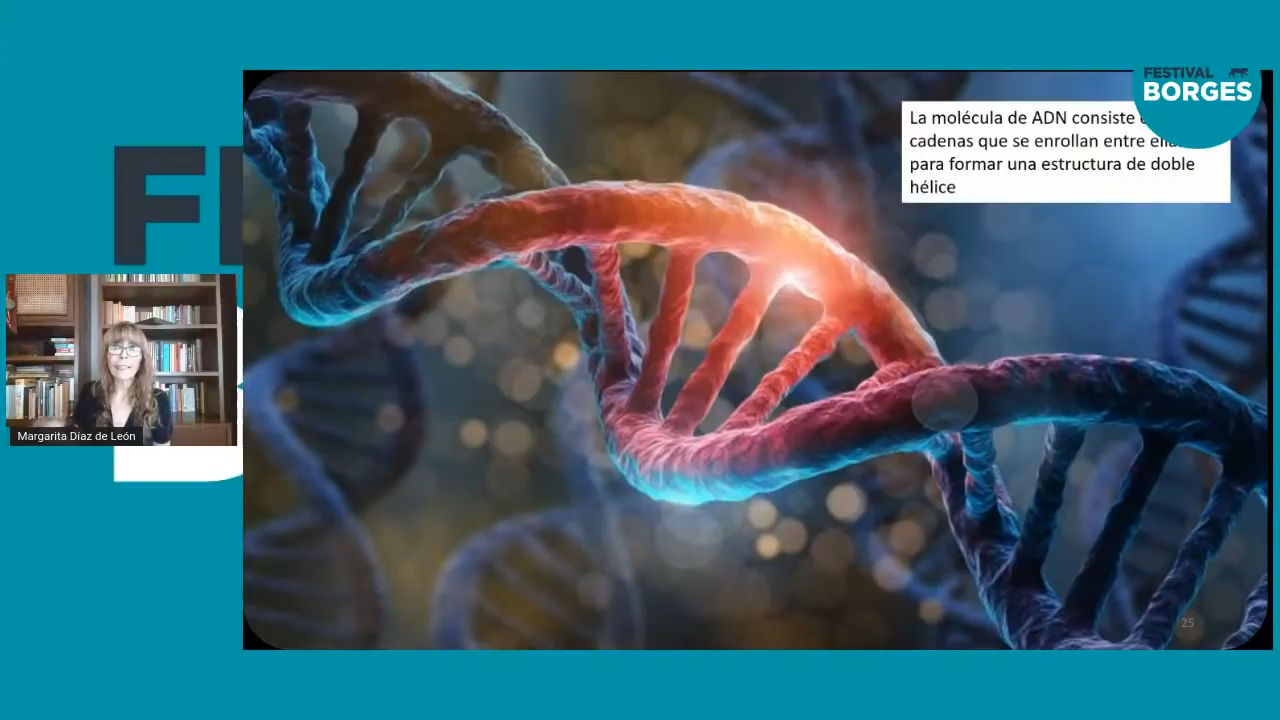 FESTIVAL
BORGES
La molécula de ADN consiste
cadenas que se enrollan entre
para formar una estructura de doble
hélice
Margarita Díaz de León
25